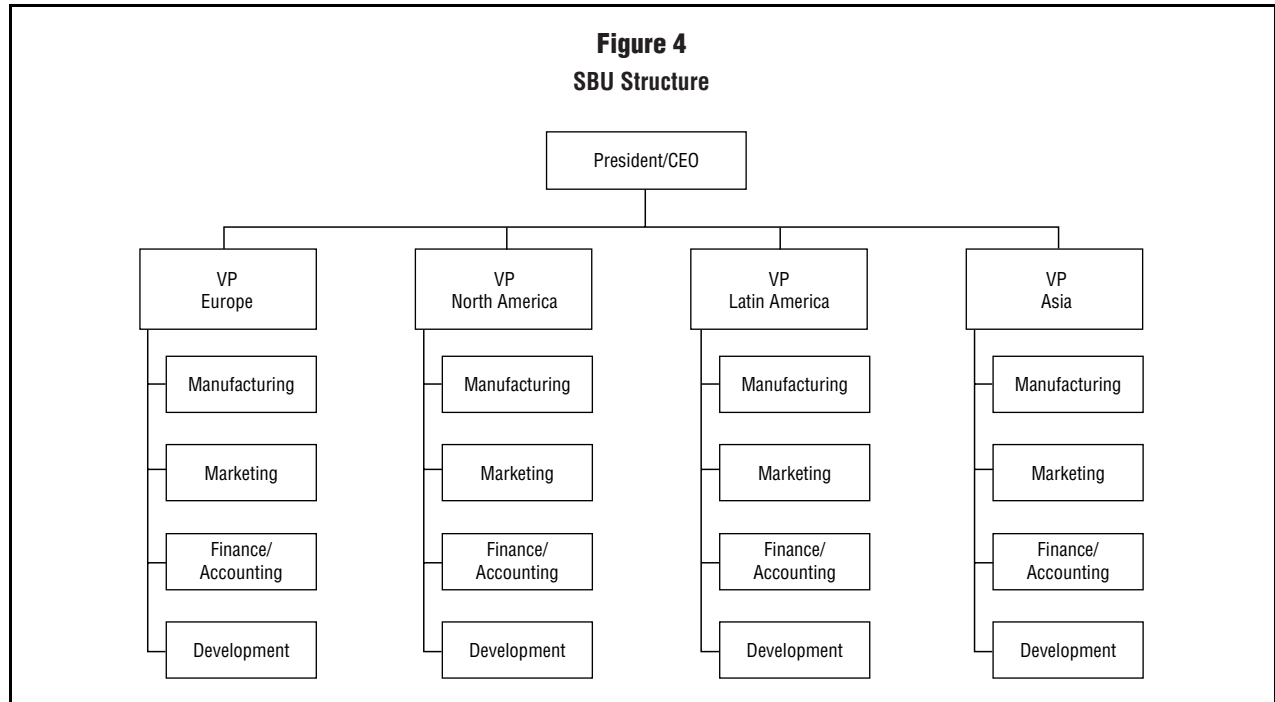 Figure 4
SBU Structure
President/CEO
VP
Europe
Manufacturing
Marketing
Finance/
Accounting
Development
VP
North America
Manufacturing
Marketing
Finance/
Accounting
Development
VP
Latin America
Manufacturing
Marketing
Finance/
Accounting
Development
VP
Asia
Manufacturing
Marketing
Finance/
Accounting
Development